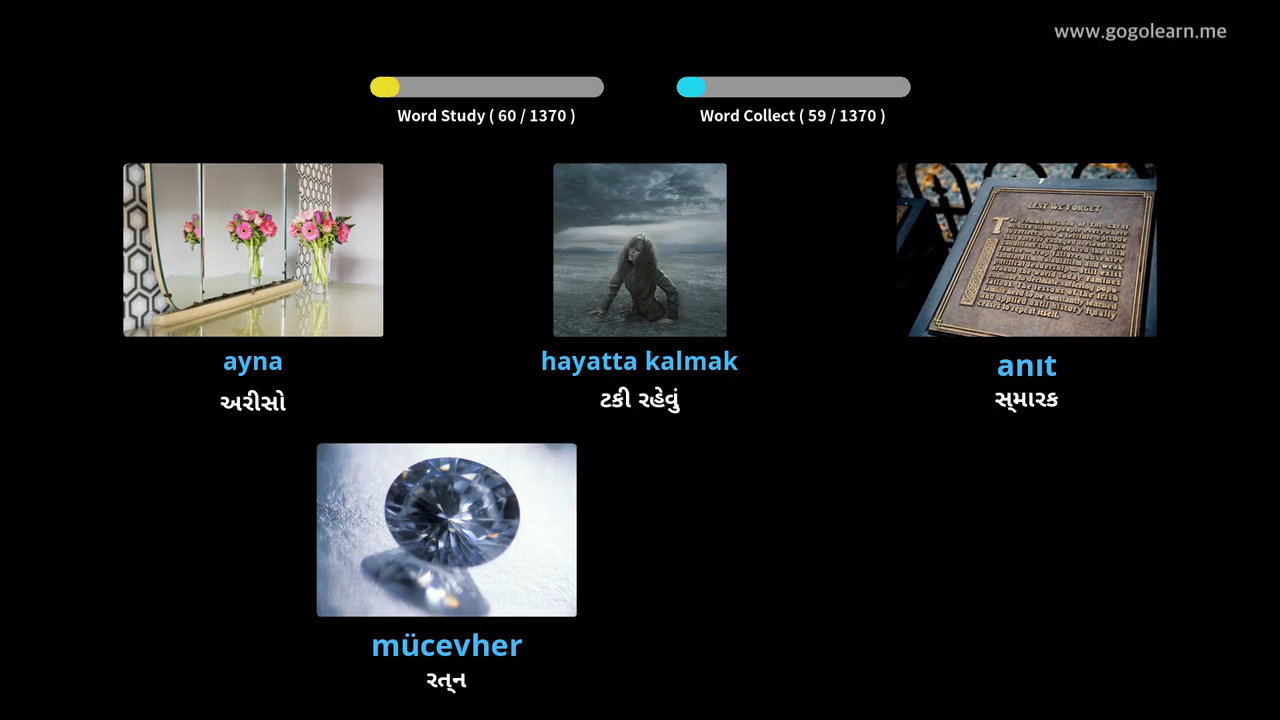 www.gogolearn.me
Word Study ( 60 / 1370 )
Word Collect ( 59 / 1370 )
ayna
અરીસો
hayatta kalmak
ટકી રહેવું
LEST WE FORGET
anıt
સ્મારક
mücevher
રત્ન